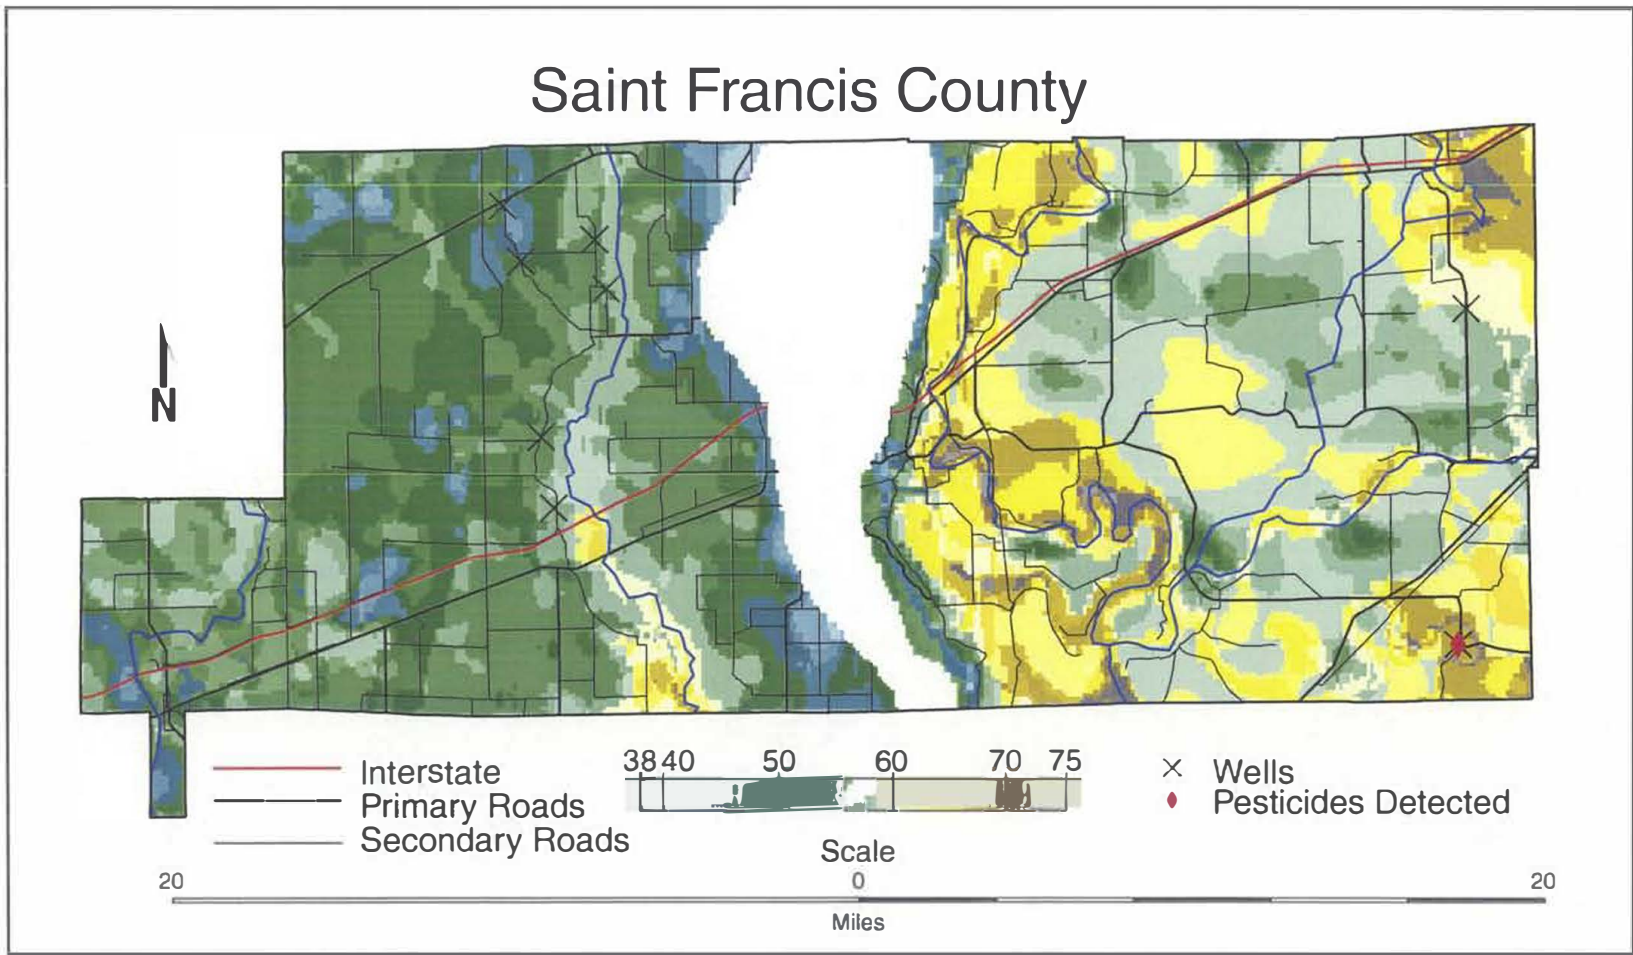 Saint Francis County
N
Interstate
Primary Roads
Secondary Roads
38 40 50 60 70 75
Wells
Pesticides Detected
Scale
20 0 20
Miles